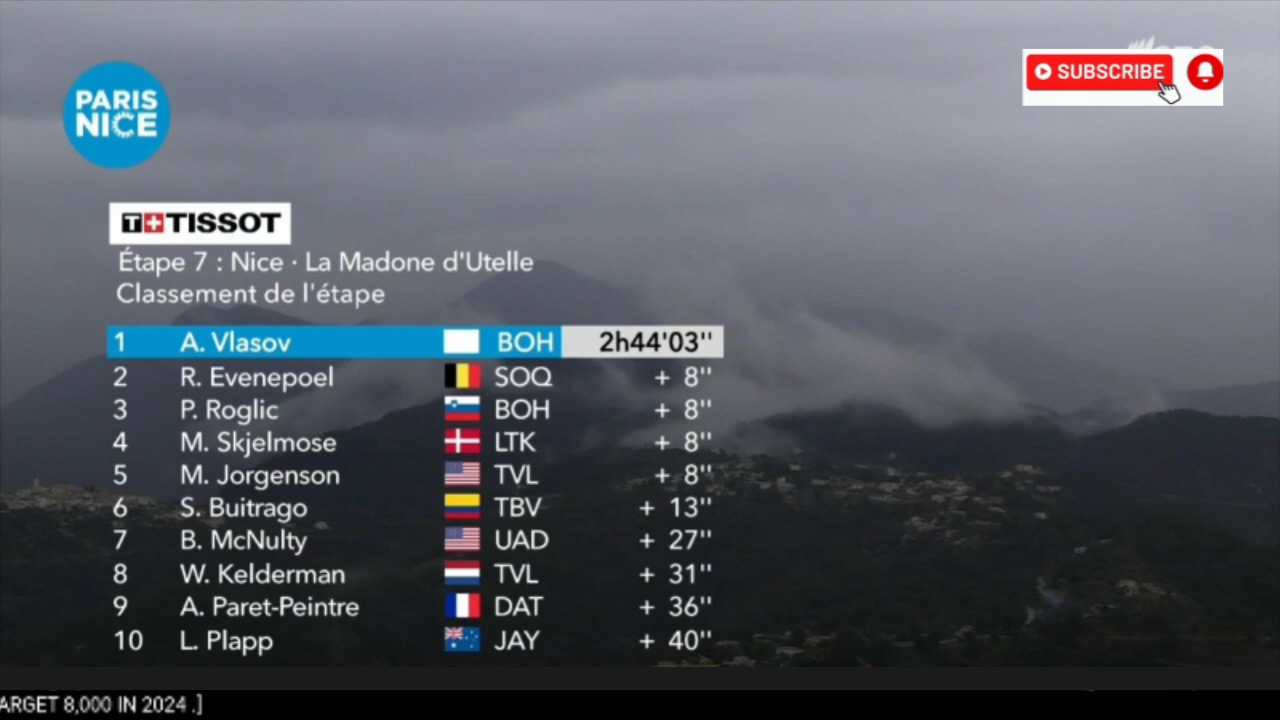 SUBSCRIBE
PARIS
NICE
T+TISSOT
Étape 7 : Nice · La Madone d'Utelle
Classement de l'étape
1 A. Vlasov BOH 2h44'03''
2 R. Evenepoel SOQ + 8''
3 P. Roglic BOH + 8''
4 M. Skjelmose LTK + 8''
5 M. Jorgenson TVL + 8''
6 S. Buitrago TBV + 13''
7 B. McNulty UAD + 27''
8 W. Kelderman TVL + 31''
9 A. Paret-Peintre DAT + 36''
10 L. Plapp JAY + 40''
ARGET 8,000 IN 2024 .]